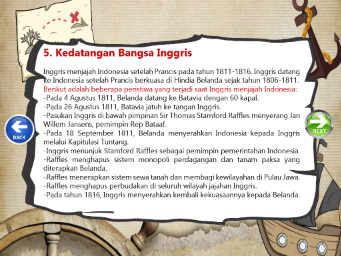 5. Kedatangan Bangsa Inggris
Inggris menjajah Indonesia setelah Prancis pada tahun 1811-1816. Inggris datang
ke Indonesia setelah Prancis berkuasa di Hindia Belanda sejak tahun 1806-1811.
Berikut adalah beberapa peristiwa yang terjadi saat Inggris menjajah Indonesia:
-Pada 4 Agustus 1811, Belanda datang ke Batavia dengan 60 kapal.
-Pada 26 Agustus 1811, Batavia jatuh ke tangan Inggris.
-Pasukan Inggris di bawah pimpinan Sir Thomas Stamford Raffles menyerang Jan
Willem Jansens, pemimpin Rep Bataaf.
-Pada 18 September 1811, Belanda menyerahkan Indonesia kepada Inggris
melalui Kapitulasi Tuntang.
-Inggris menunjuk Stamford Raffles sebagai pemimpin pemerintahan Indonesia.
-Raffles menghapus sistem monopoli perdagangan dan tanam paksa yang
diterapkan Belanda.
-Raffles menerapkan sistem sewa tanah dan membagi kewilayahan di Pulau Jawa.
-Raffles menghapus perbudakan di seluruh wilayah jajahan Inggris.
-Pada tahun 1816, Inggris menyerahkan kembali kekuasaannya kepada Belanda.
BACK
NEXT